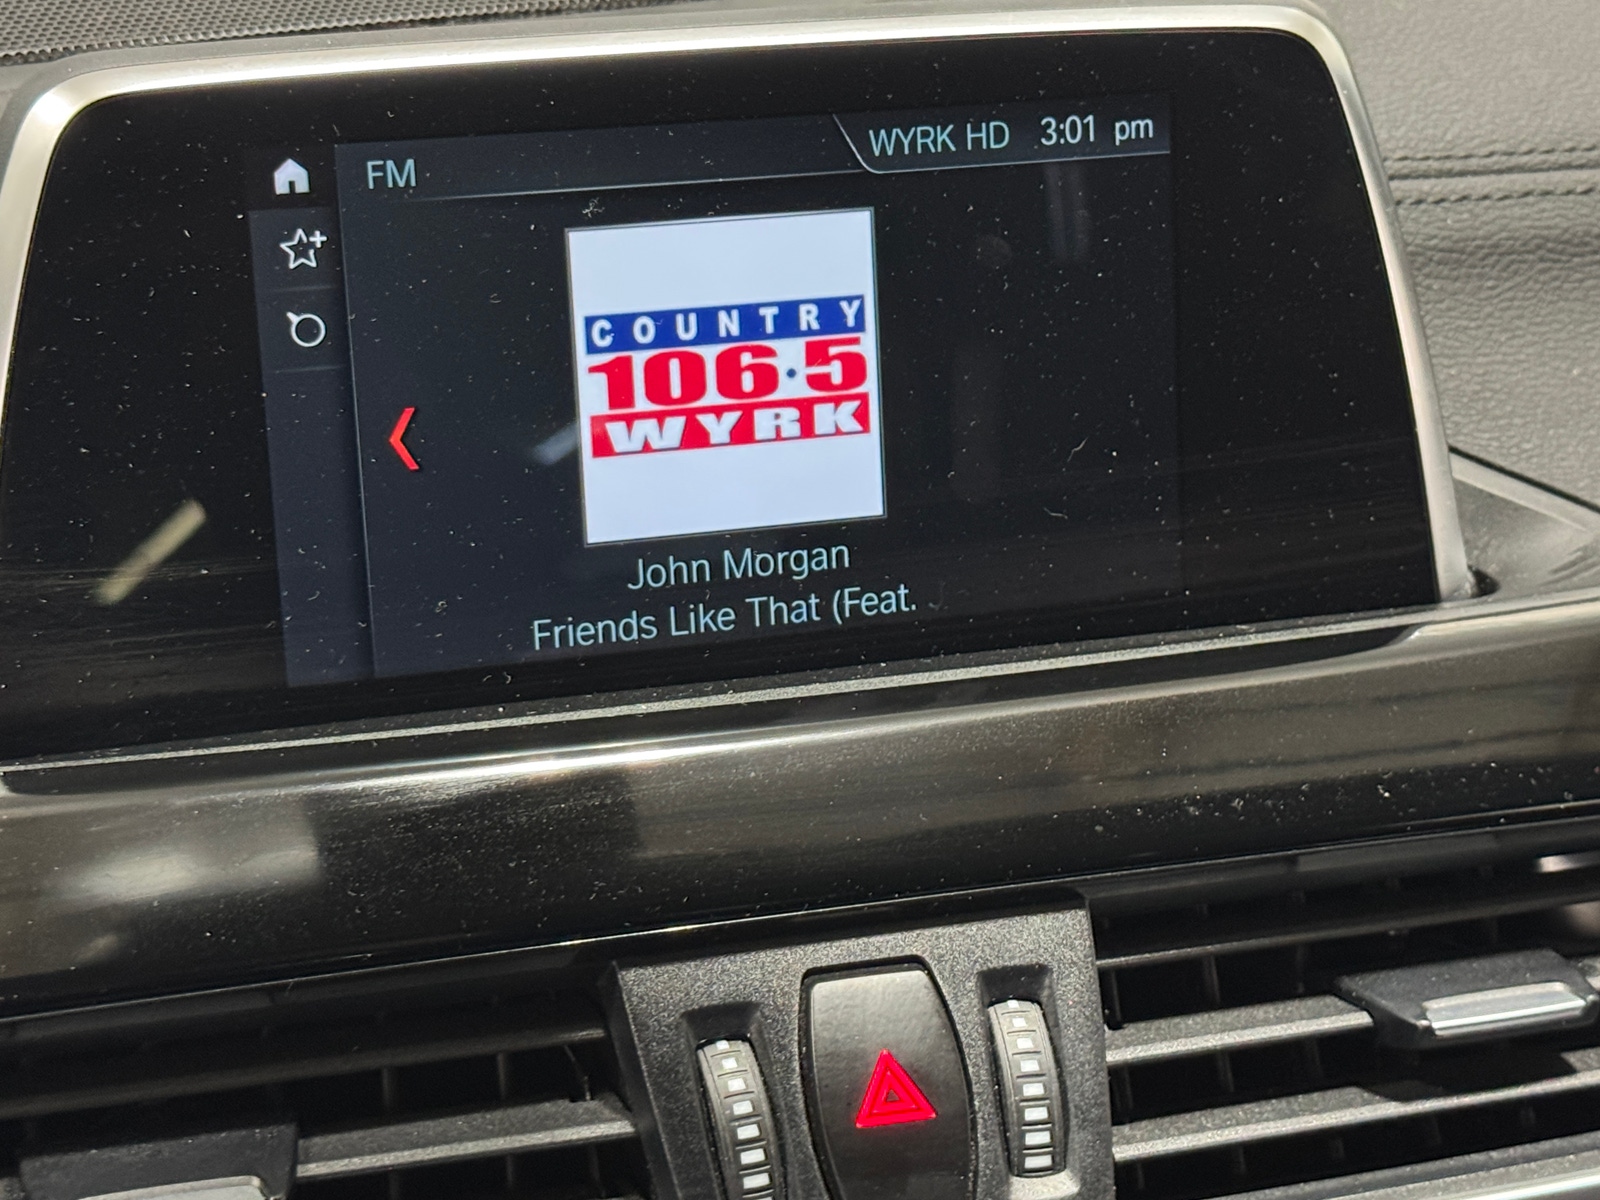 FM
WYRK HD 3:01 pm
COUNTRY
106.5
WYRK
John Morgan
Friends Like That (Feat.